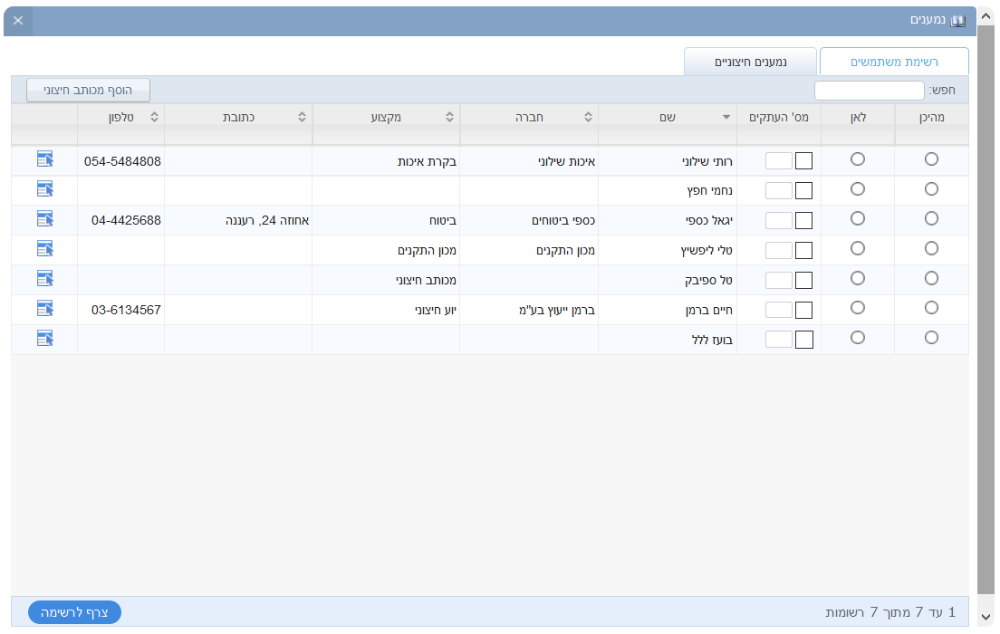 נמענים
רשימת משתמשים נמענים חיצוניים
חפש: הוסף מכותב חיצוני
מהיכן לאן מס' העתקים שם חברה מקצוע כתובת טלפון
רותי שילוני איכות שילוני בקרת איכות 054-5484808
נחמי חפץ
יגאל כספי כספי ביטוחים ביטוח אחוזה 24, רעננה 04-4425688
טלי ליפשיץ מכון התקנים מכון התקנים
טל ספיבק מכותב חיצוני
חיים ברמן ברמן ייעוץ בע"מ יוע חיצוני 03-6134567
בועז ללל
1 עד 7 מתוך 7 רשומות צרף לרשימה